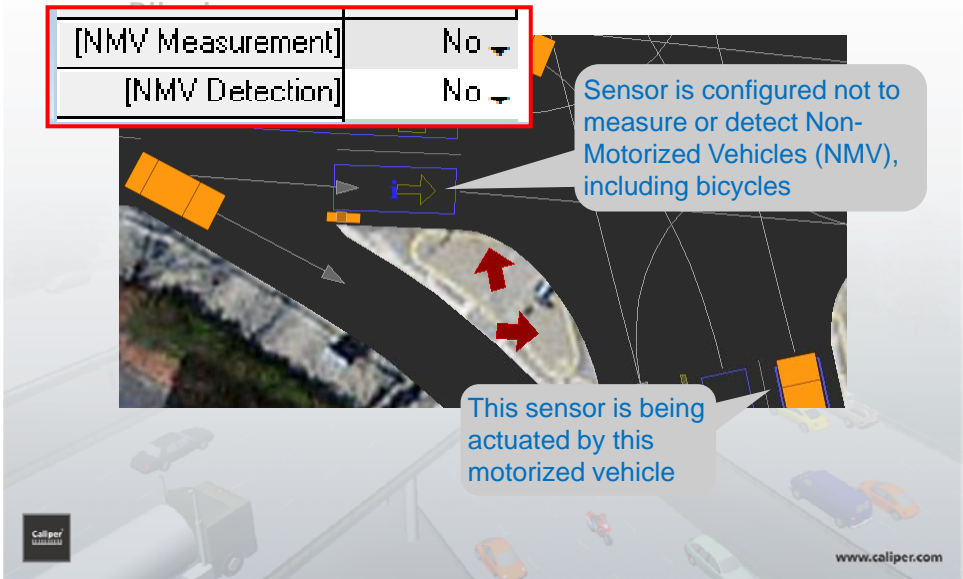 [NMV Measurement] No
[NMV Detection] No
Sensor is configured not to
measure or detect Non-
Motorized Vehicles (NMV),
including bicycles
This sensor is being
actuated by this
motorized vehicle
Caliper
www.caliper.com